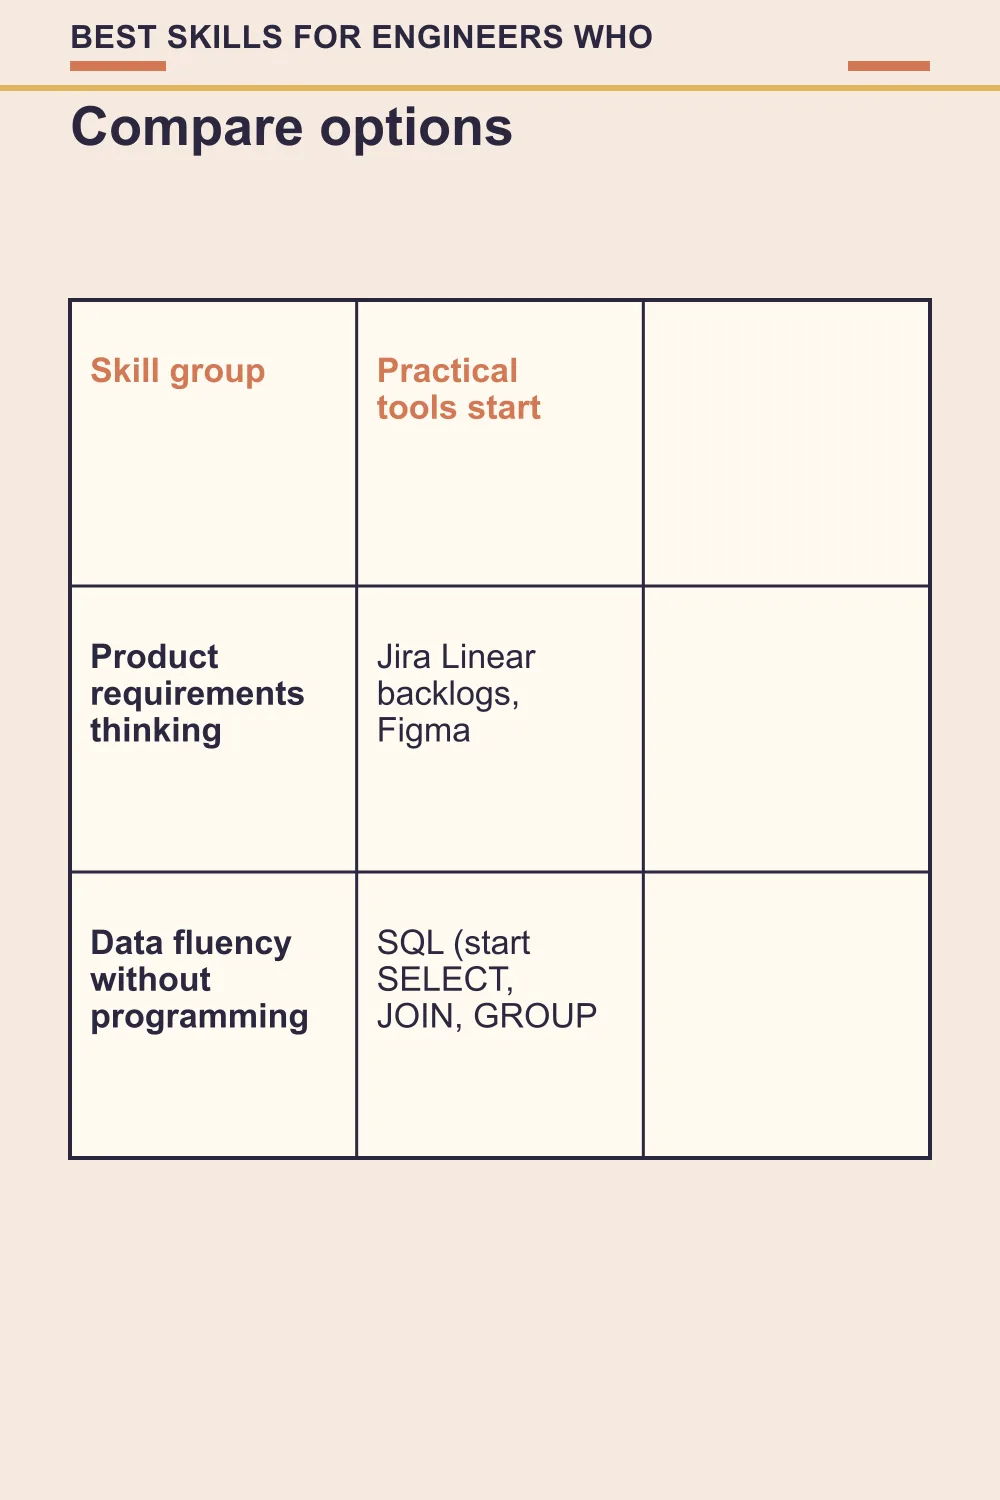 BEST SKILLS FOR ENGINEERS WHO
Compare options
Skill group
Practical
tools start
Product
requirements
thinking
Jira Linear
backlogs,
Figma
Data fluency
without
programming
SQL (start
SELECT,
JOIN, GROUP